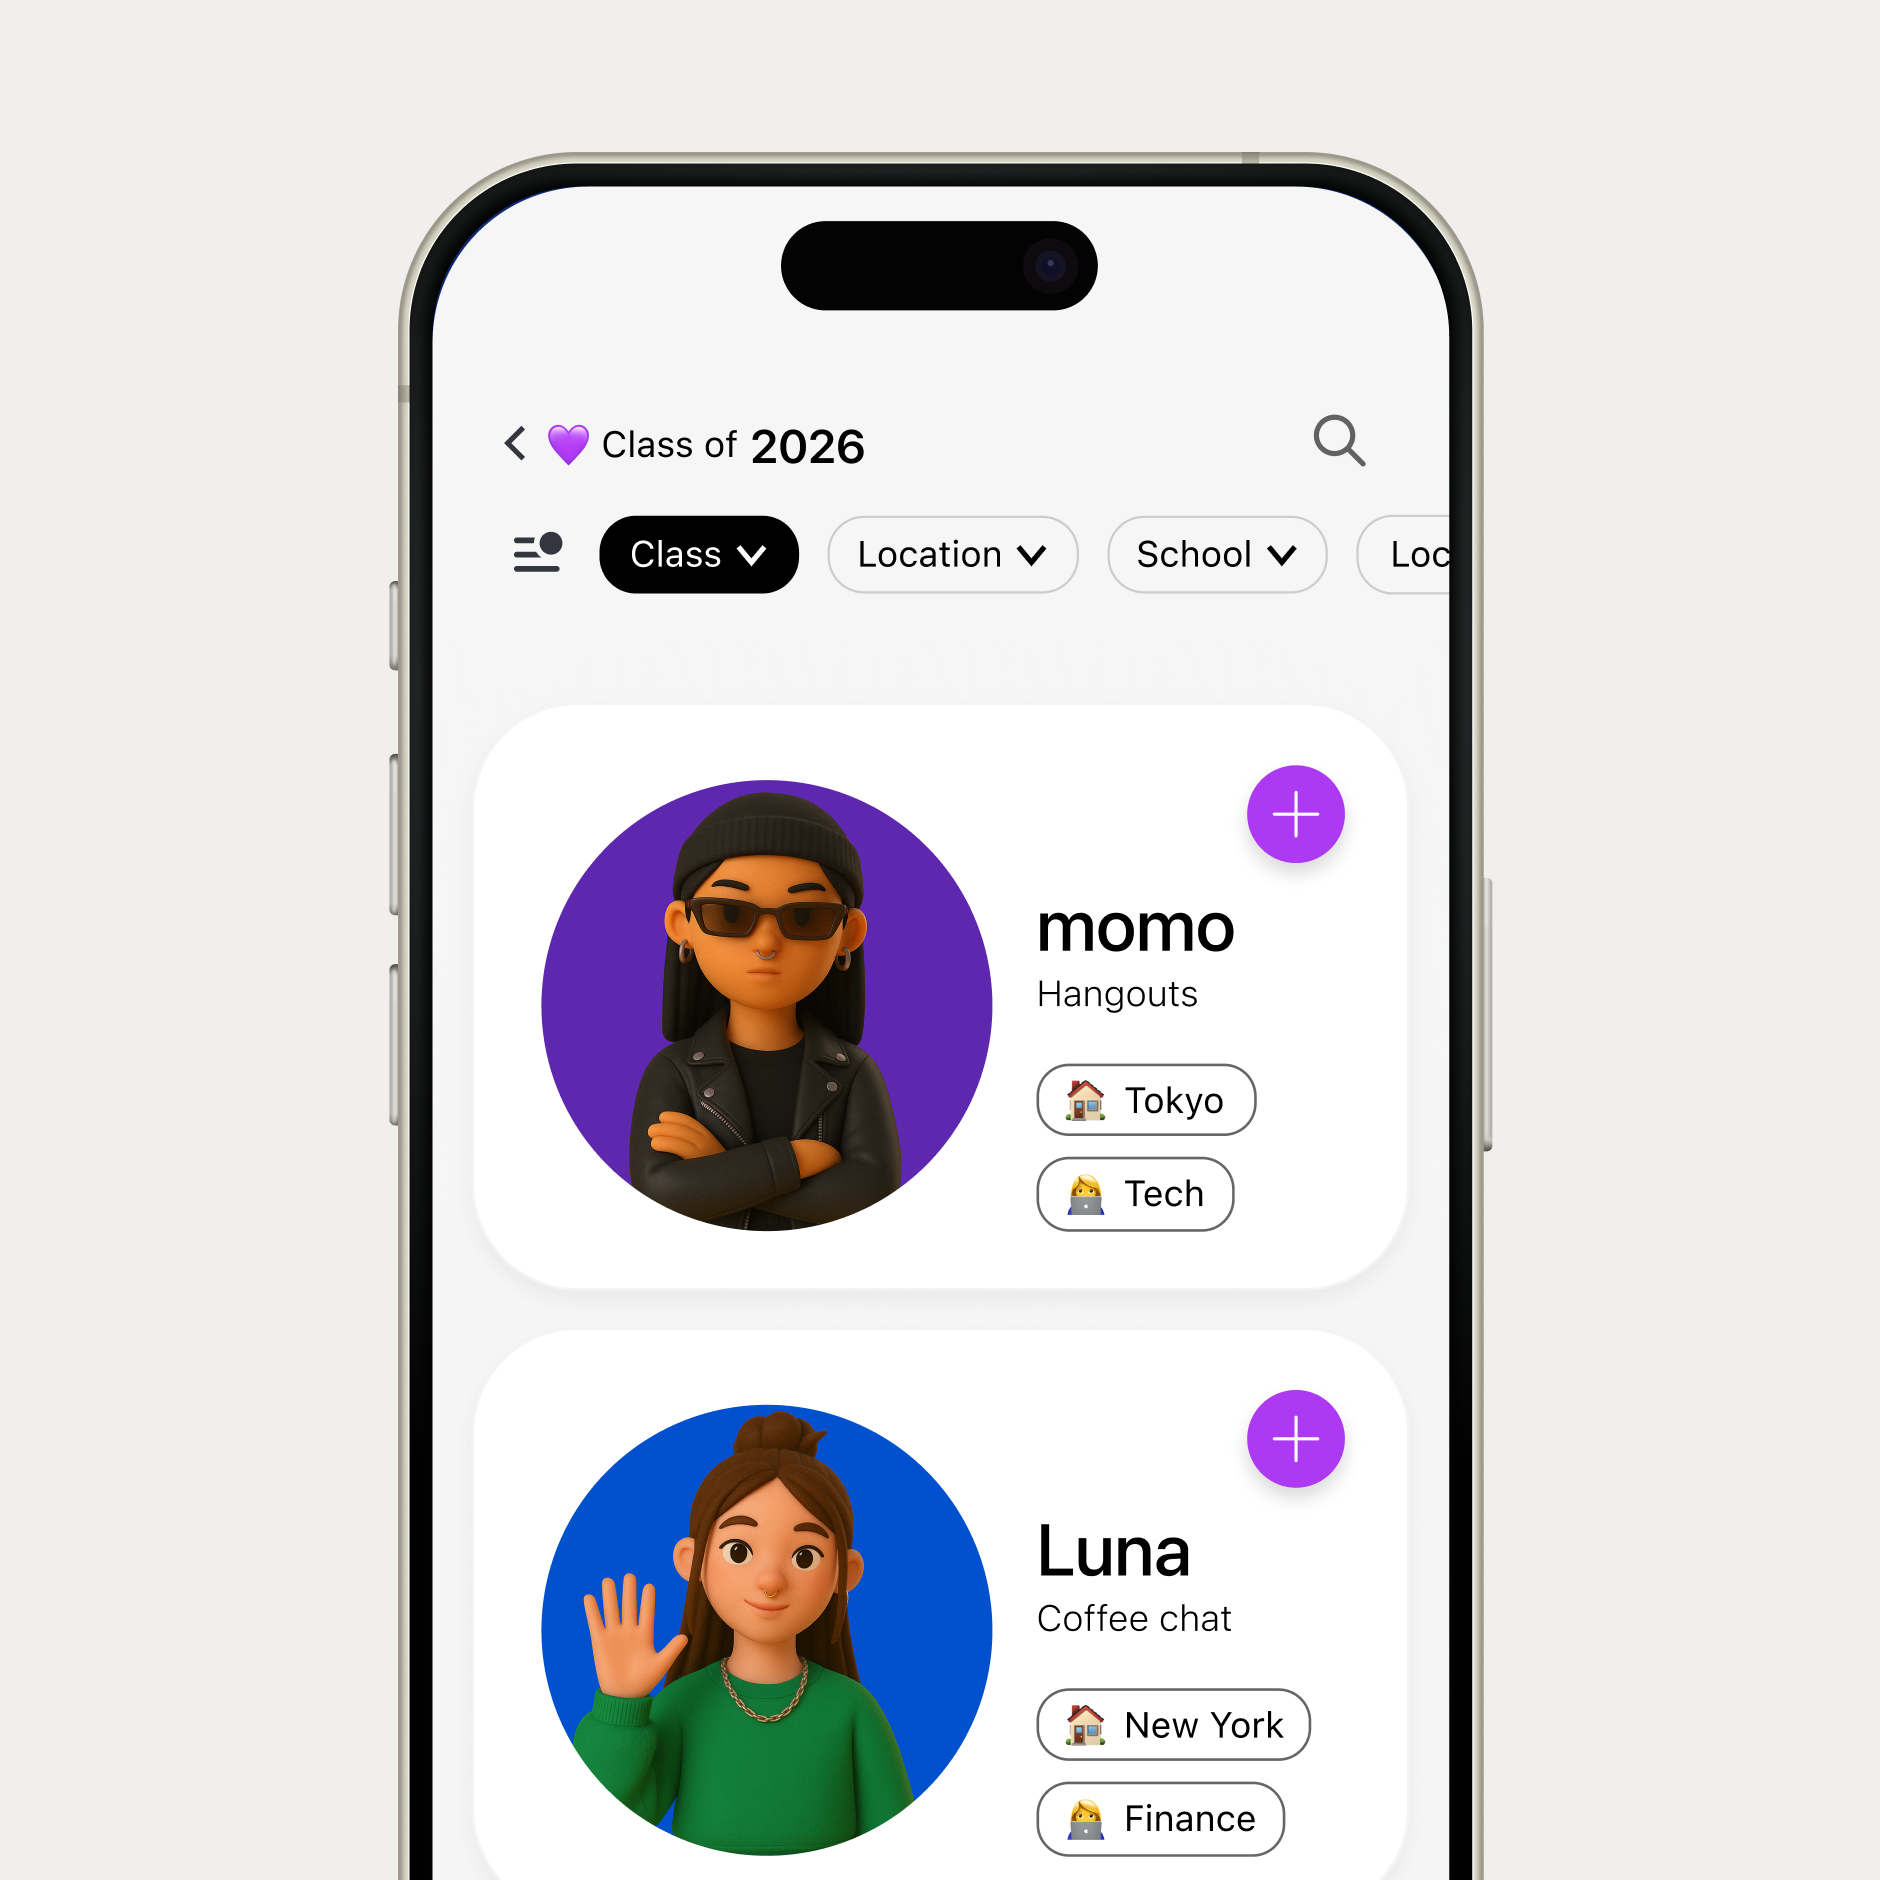 💜 Class of 2026
Class
Location
School
Loc
momo
Hangouts
🏠 Tokyo
👩‍💻 Tech
Luna
Coffee chat
🏠 New York
👩‍💻 Finance